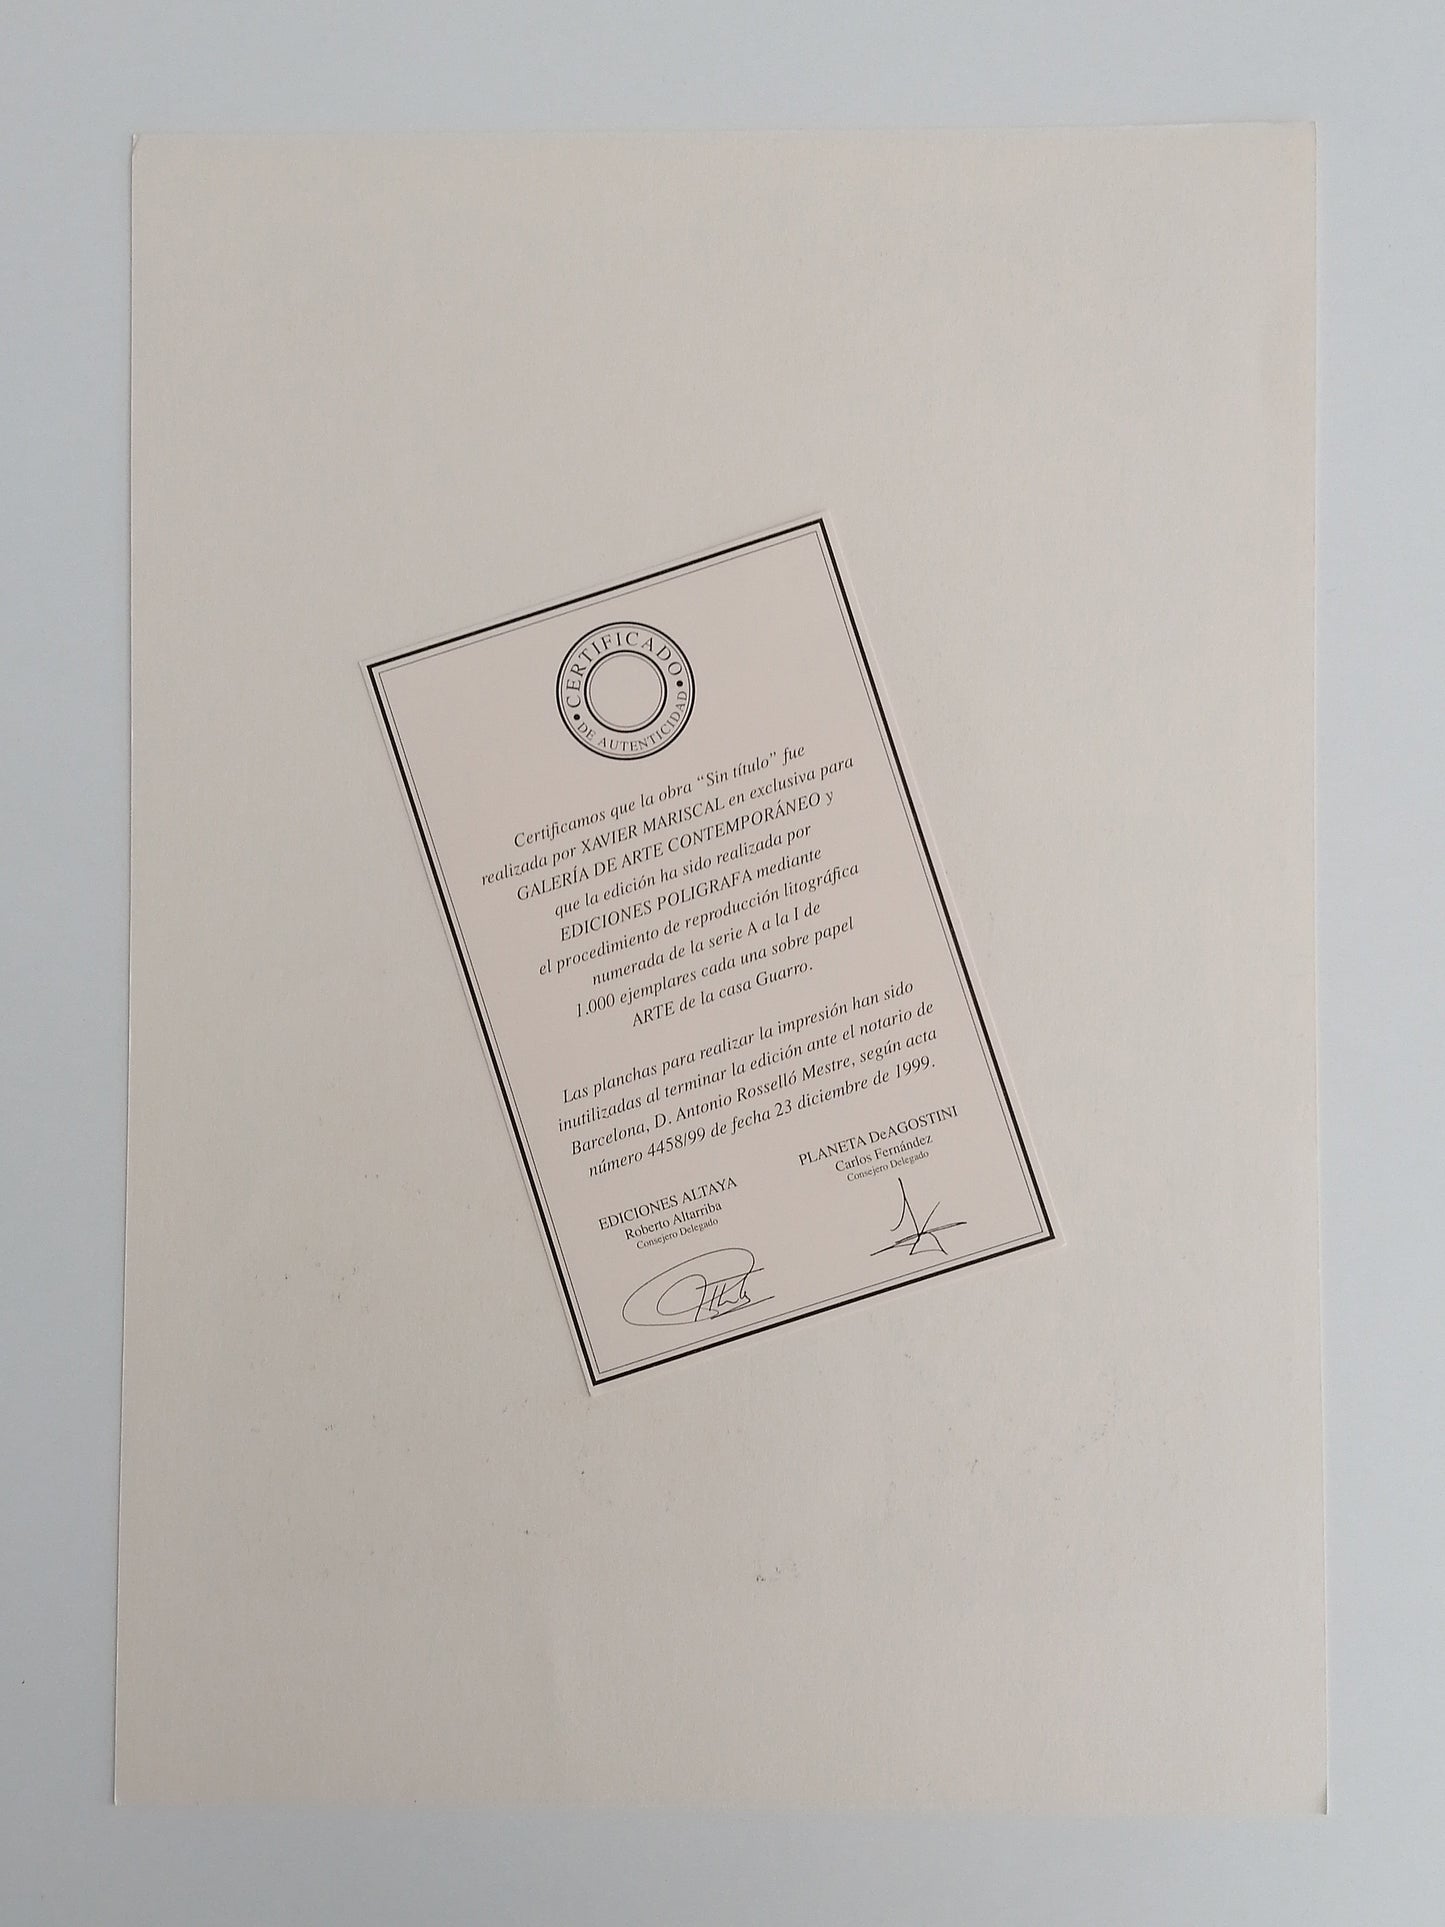 CERTIFICADO
• DE AUTENTICIDAD •
Certificamos que la obra “Sin título” fue
realizada por XAVIER MARISCAL en exclusiva para
GALERÍA DE ARTE CONTEMPORÁNEO y
que la edición ha sido realizada por
EDICIONES POLIGRAFA mediante
el procedimiento de reproducción litográfica
numerada de la serie A a la I de
1.000 ejemplares cada una sobre papel
ARTE de la casa Guarro.
Las planchas para realizar la impresión han sido
inutilizadas al terminar la edición ante el notario de
Barcelona, D. Antonio Rosselló Mestre, según acta
número 4458/99 de fecha 23 diciembre de 1999.
EDICIONES ALTAYA
Roberto Altarriba
Consejero Delegado
PLANETA DeAGOSTINI
Carlos Fernández
Consejero Delegado